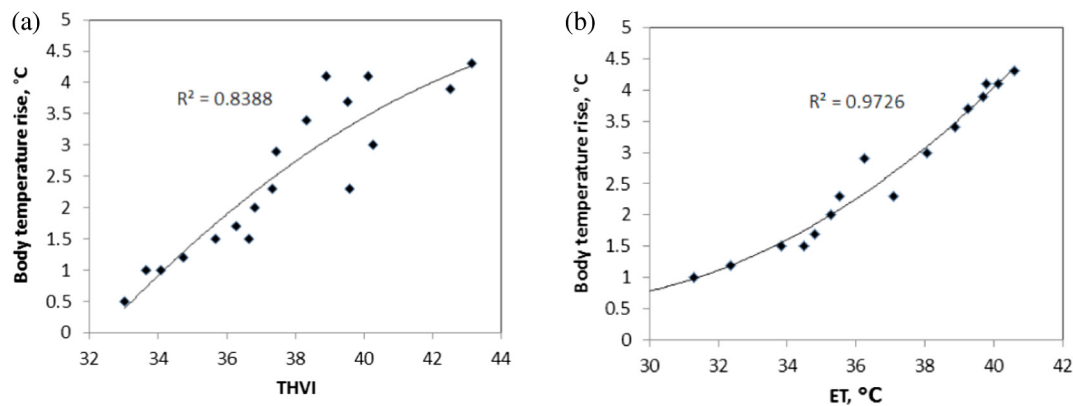 (a)
Body temperature rise, °C
5
4.5
4
3.5
3
2.5
2
1.5
1
0.5
0
R² = 0.8388
32 34 36 38 40 42 44
THVI
(b)
Body temperature rise, °C
5
4.5
4
3.5
3
2.5
2
1.5
1
0.5
0
R² = 0.9726
30 32 34 36 38 40 42
ET, °C